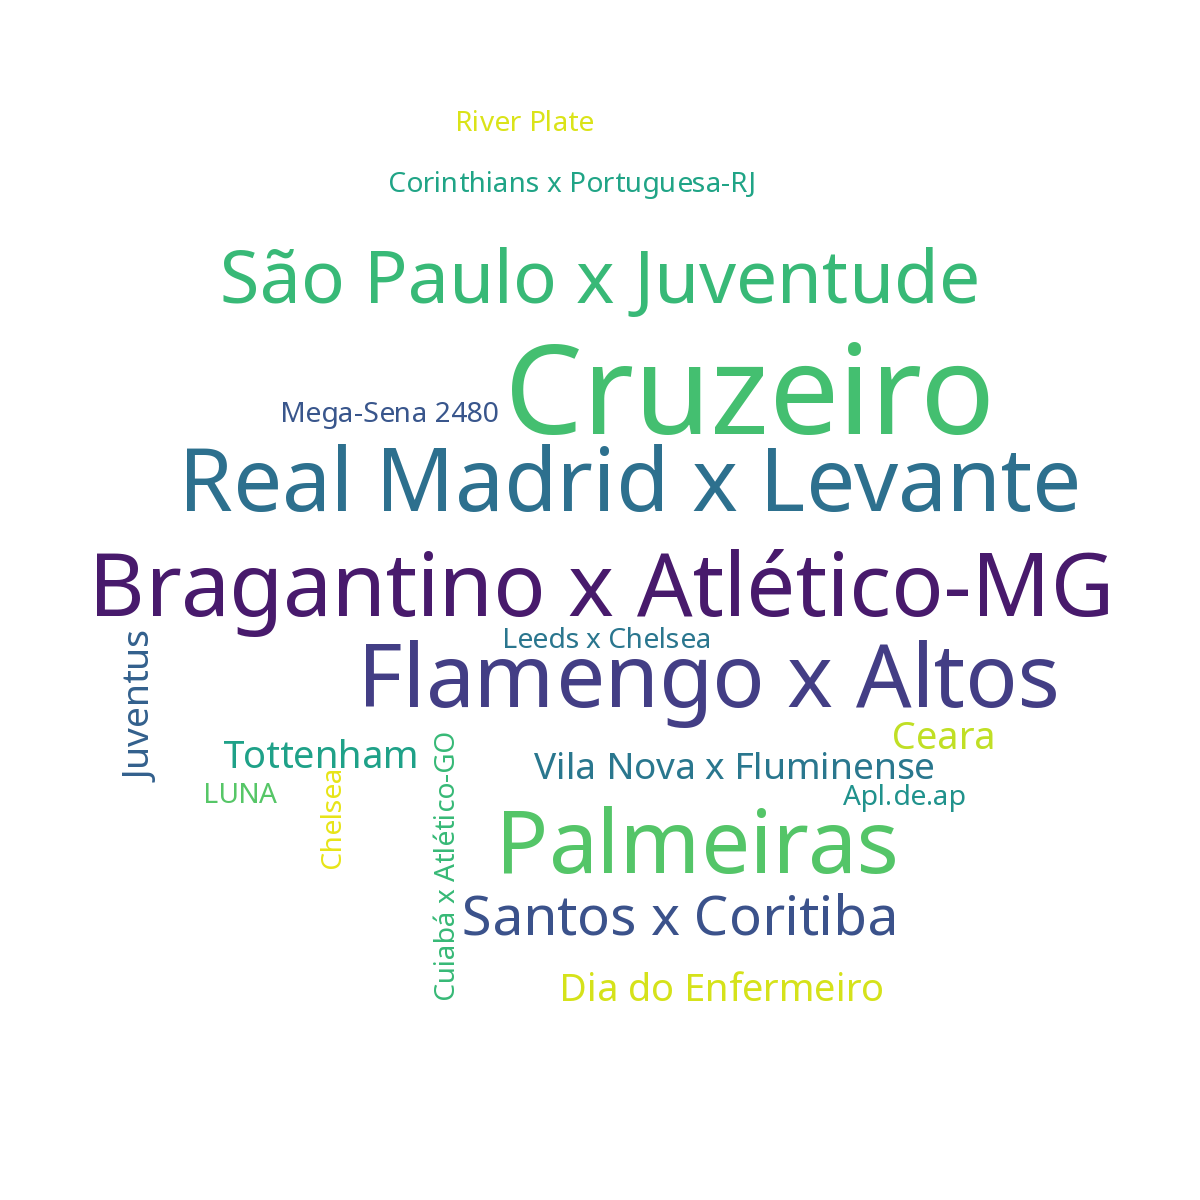 River Plate
Corinthians x Portuguesa-RJ
São Paulo x Juventude
Cruzeiro
Mega-Sena 2480
Real Madrid x Levante
Bragantino x Atlético-MG
Leeds x Chelsea
Flamengo x Altos
Juventus
Ceara
Tottenham
Vila Nova x Fluminense
LUNA
Chelsea
Cuiabá x Atlético-GO
Apl.de.ap
Palmeiras
Santos x Coritiba
Dia do Enfermeiro